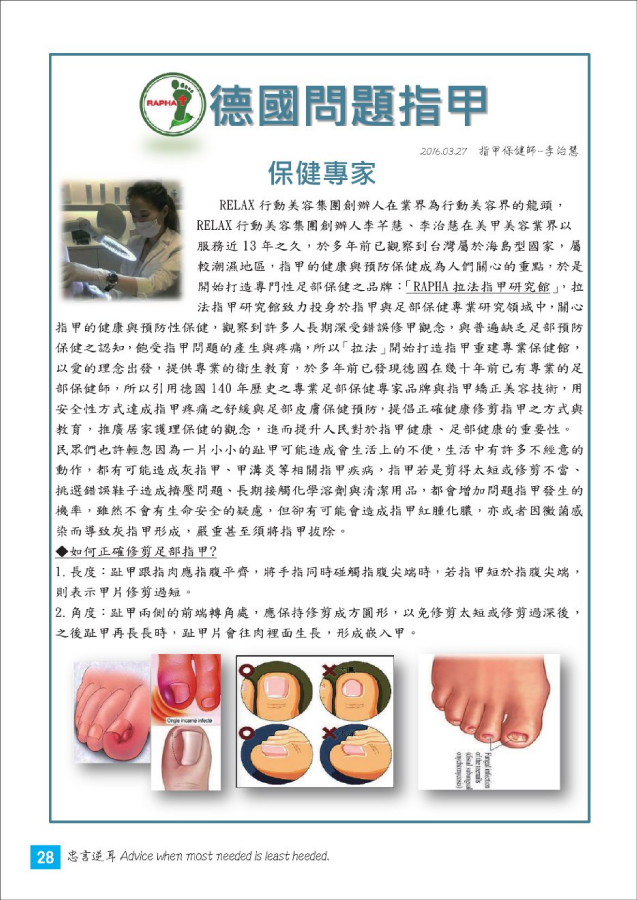 RAPHA
德國問題指甲
2016.03.27 指甲保健師-李治慧
保健專家
RELAX 行動美容集團創辦人在業界為行動美容界的龍頭，
RELAX 行動美容集團創辦人李芊慧、李治慧在美甲美容業界以
服務近 13 年之久，於多年前已觀察到台灣屬於海島型國家，屬
較潮濕地區，指甲的健康與預防保健成為人們關心的重點，於是
開始打造專門性足部保健之品牌：「RAPHA 拉法指甲研究館」，拉
法指甲研究館致力投身於指甲與足部保健專業研究領域中，關心
指甲的健康與預防性保健，觀察到許多人長期深受錯誤修甲觀念，與普遍缺乏足部預防
保健之認知，飽受指甲問題的產生與疼痛，所以「拉法」開始打造指甲重建專業保健館，
以愛的理念出發，提供專業的衛生教育，於多年前已發現德國在幾十年前已有專業的足
部保健師，所以引用德國 140 年歷史之專業足部保健專家品牌與指甲矯正美容技術，用
安全性方式達成指甲疼痛之舒緩與足部皮膚保健預防，提倡正確健康修剪指甲之方式與
教育，推廣居家護理保健的觀念，進而提升人民對於指甲健康、足部健康的重要性。
民眾們也許輕忽因為一片小小的趾甲可能造成會生活上的不便，生活中有許多不經意的
動作，都有可能造成灰指甲、甲溝炎等相關指甲疾病，指甲若是剪得太短或修剪不當、
挑選錯誤鞋子造成擠壓問題、長期接觸化學溶劑與清潔用品，都會增加問題指甲發生的
機率，雖然不會有生命安全的疑慮，但卻有可能會造成指甲紅腫化膿，亦或者因黴菌感
染而導致灰指甲形成，嚴重甚至須將指甲拔除。
◆如何正確修剪足部指甲?
1. 長度：趾甲跟指肉應指腹平齊，將手指同時碰觸指腹尖端時，若指甲短於指腹尖端，
則表示甲片修剪過短。
2. 角度：趾甲兩側的前端轉角處，應保持修剪成方圓形，以免修剪太短或修剪過深後，
之後趾甲再長長時，趾甲片會往肉裡面生長，形成嵌入甲。
Ongle incarné infecté
Fungal infection
of the toenails
(distal subungual
onychomycosis)
28 忠言逆耳 Advice when most needed is least heeded.